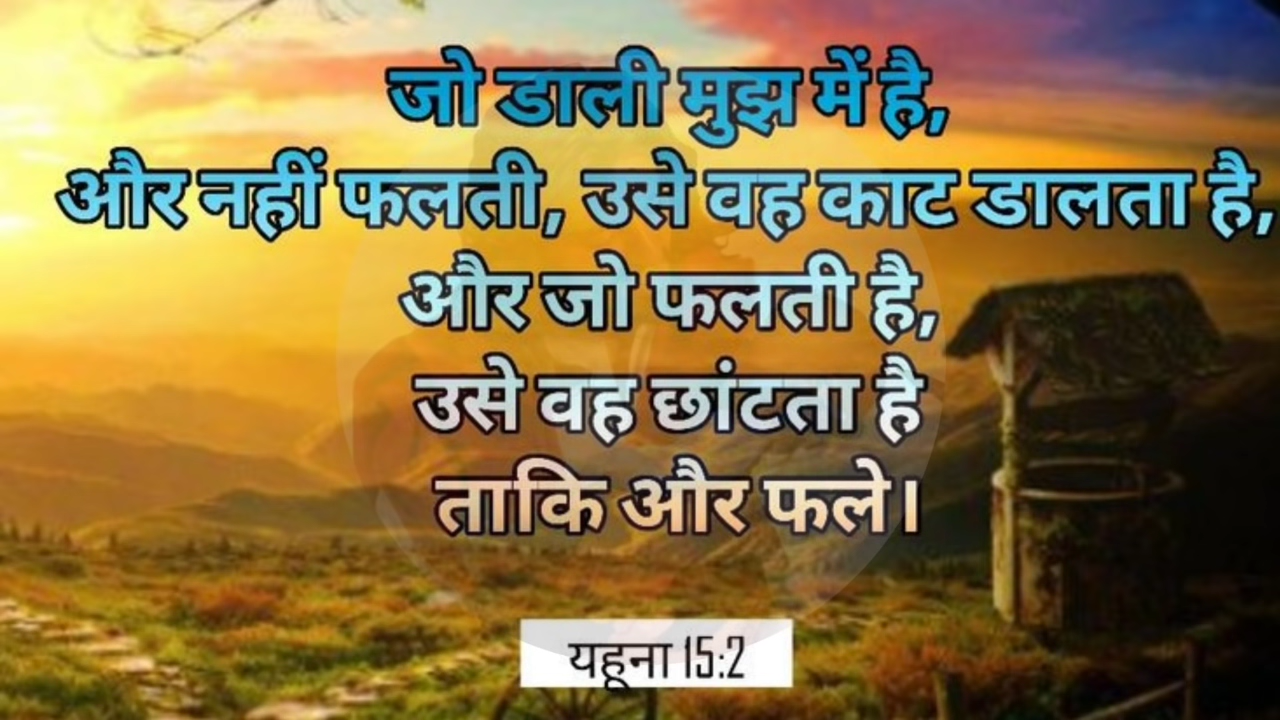 जो डाली मुझ में है,
और नहीं फलती, उसे वह काट डालता है,
और जो फलती है,
उसे वह छांटता है
ताकि और फले।
यहूना 15:2